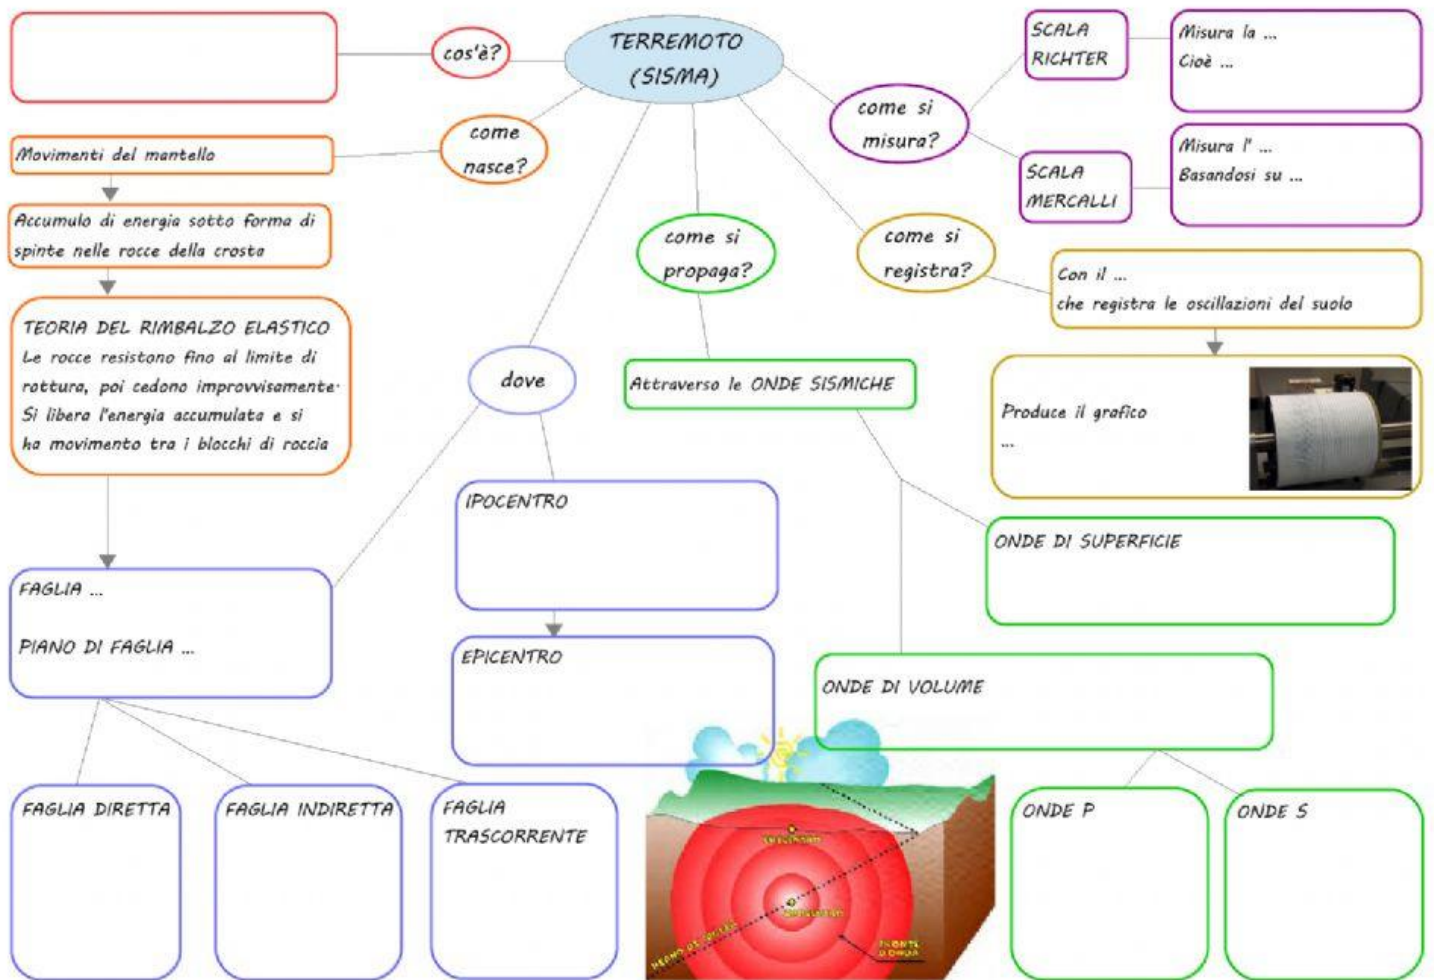 TERREMOTO
(SISMA)
cos'è?
come
nasce?
Movimenti del mantello
Accumulo di energia sotto forma di
spinte nelle rocce della crosta
TEORIA DEL RIMBALZO ELASTICO
Le rocce resistono fino al limite di
rottura, poi cedono improvvisamente.
Si libera l'energia accumulata e si
ha movimento tra i blocchi di roccia
dove
FAGLIA ...
PIANO DI FAGLIA ...
FAGLIA DIRETTA
FAGLIA INDIRETTA
FAGLIA
TRASCORRENTE
IPOCENTRO
EPICENTRO
come si
propaga?
Attraverso le ONDE SISMICHE
ONDE DI SUPERFICIE
ONDE DI VOLUME
ONDE P
ONDE S
come si
registra?
Con il ...
che registra le oscillazioni del suolo
Produce il grafico
...
come si
misura?
SCALA
RICHTER
Misura la ...
Cioè ...
SCALA
MERCALLI
Misura l' ...
Basandosi su ...
FRONTE
D'ONDA